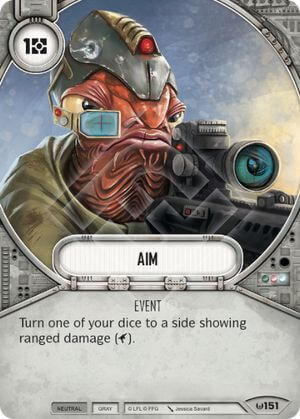 1
AIM
EVENT
Turn one of your dice to a side showing
ranged damage ( ).
NEUTRAL GRAY © LFL © FFG Jessica Savard 151